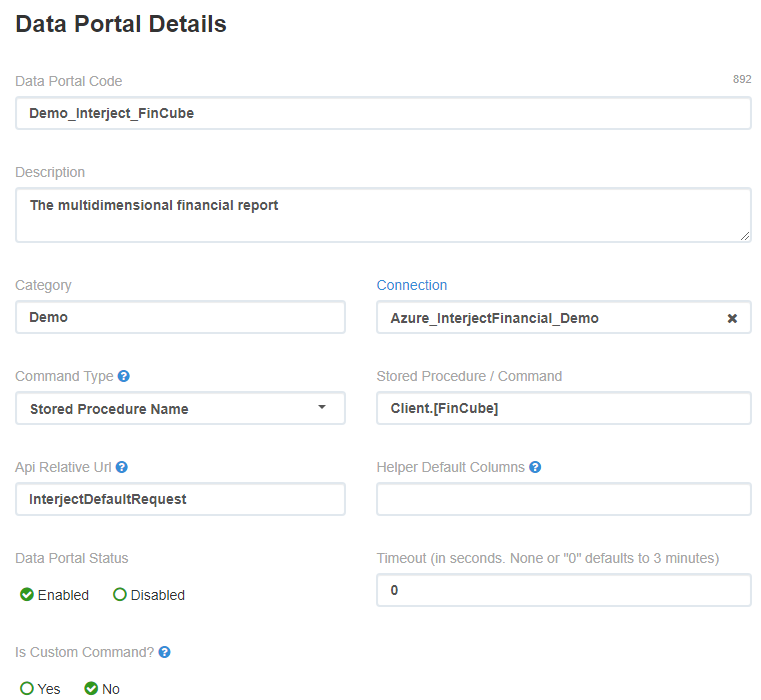 Data Portal Details
Data Portal Code
892
Demo_Interject_FinCube
Description
The multidimensional financial report
Category
Connection
Demo
Azure_InterjectFinancial_Demo
Command Type
Stored Procedure / Command
Stored Procedure Name
Client.[FinCube]
Api Relative Url
Helper Default Columns
InterjectDefaultRequest
Data Portal Status
Timeout (in seconds. None or "0" defaults to 3 minutes)
Enabled
Disabled
0
Is Custom Command?
Yes
No